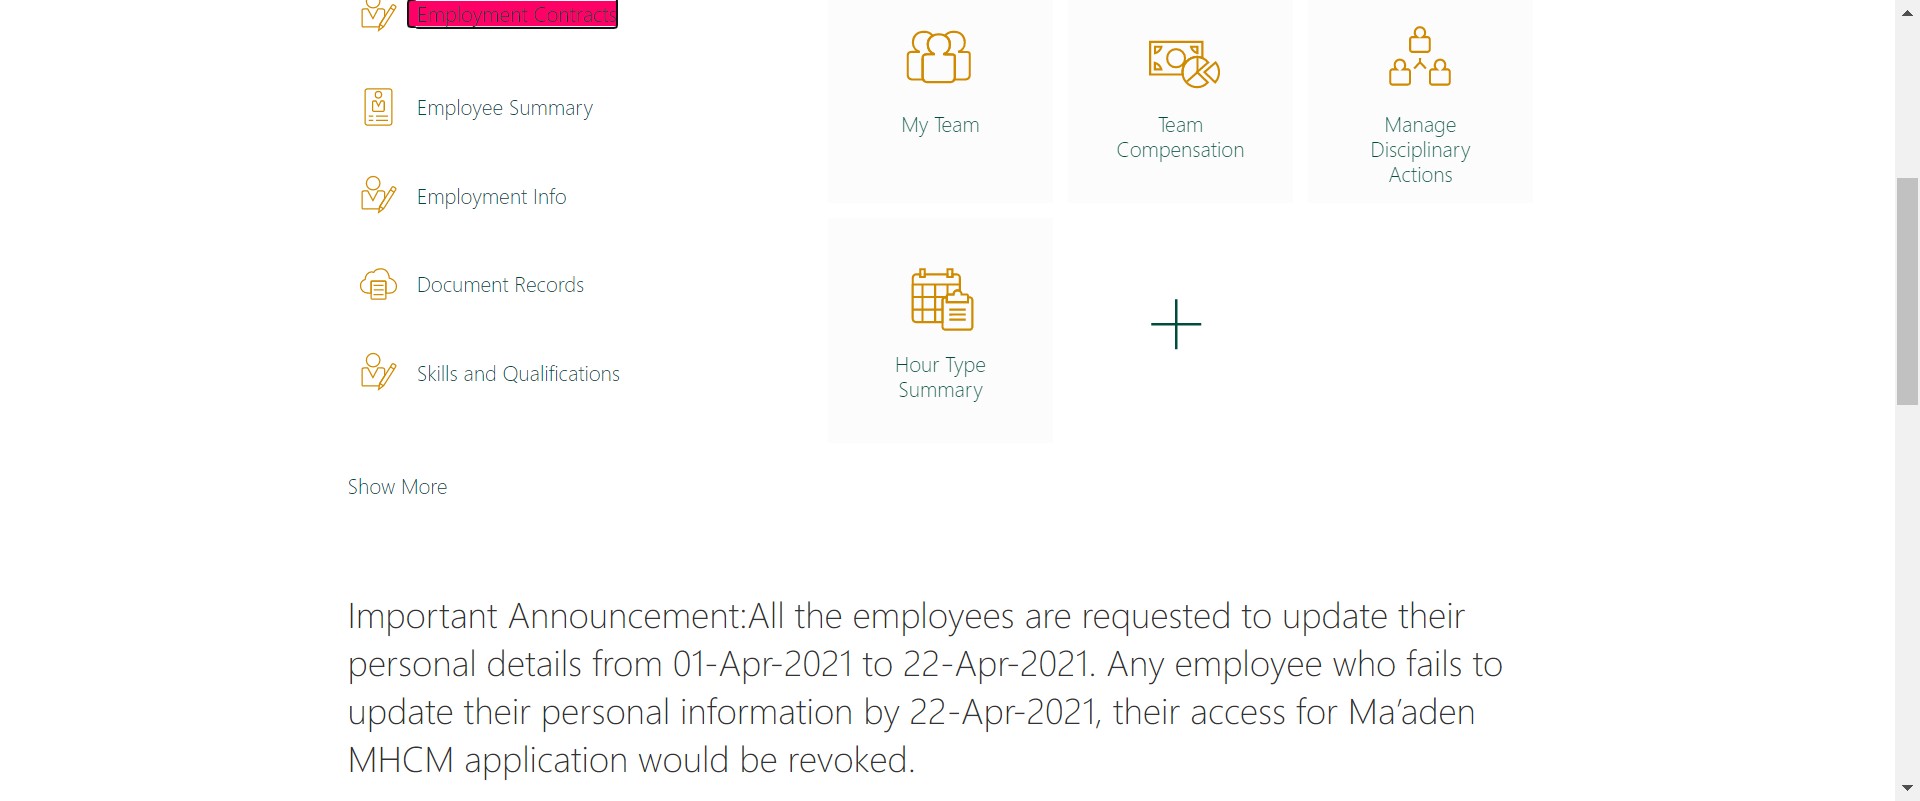 Employment Contracts
Employee Summary
Employment Info
Document Records
Skills and Qualifications
Show More
My Team
Team
Compensation
Manage
Disciplinary
Actions
Hour Type
Summary
Important Announcement:All the employees are requested to update their
personal details from 01-Apr-2021 to 22-Apr-2021. Any employee who fails to
update their personal information by 22-Apr-2021, their access for Ma’aden
MHCM application would be revoked.